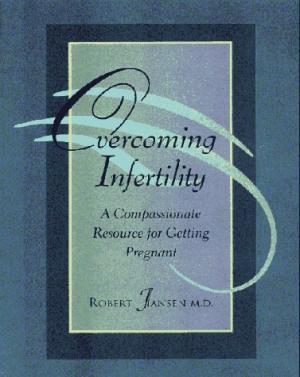 Overcoming
Infertility
A Compassionate
Resource for Getting
Pregnant
ROBERT JANSEN M.D.